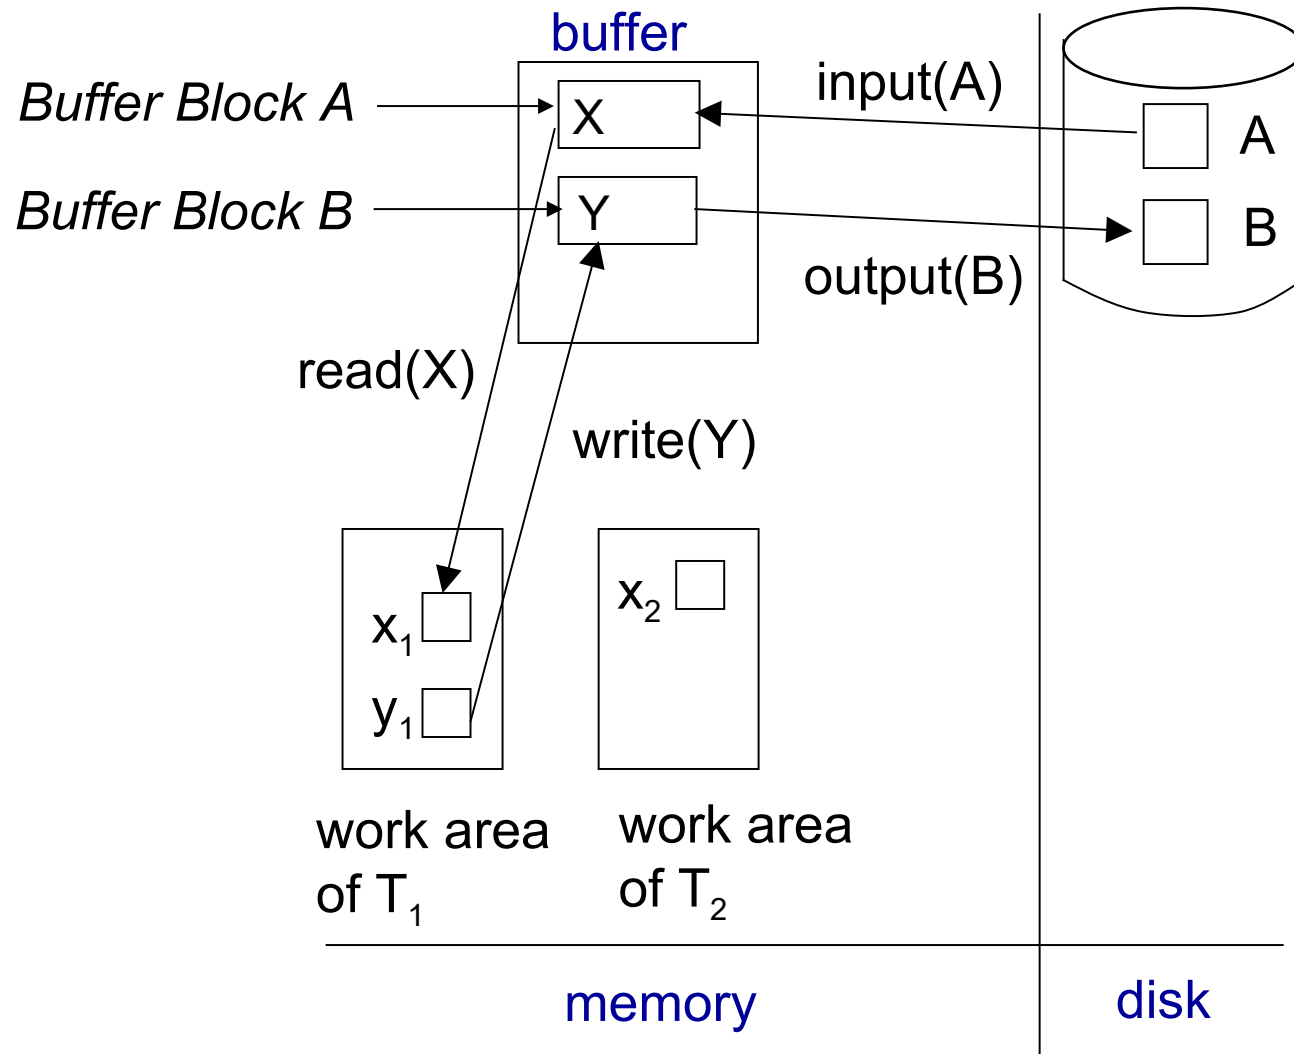 buffer
Buffer Block A
X
input(A)
A
Buffer Block B
Y
B
output(B)
read(X)
write(Y)
x₁
x₂
y₁
work area
of T₁
work area
of T₂
memory
disk